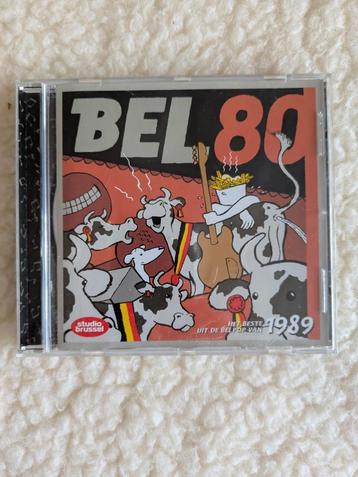 BEL 80
studio
brussel
HET BESTE
UIT DE BELPOP VAN 1989